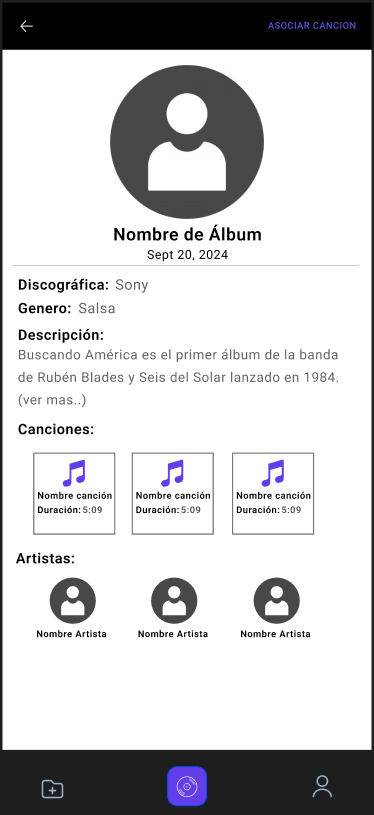 ASOCIAR CANCION
Nombre de Álbum
Sept 20, 2024
Discográfica: Sony
Genero: Salsa
Descripción:
Buscando América es el primer álbum de la banda
de Rubén Blades y Seis del Solar lanzado en 1984.
(ver mas..)
Canciones:
Nombre canción
Duración: 5:09
Nombre canción
Duración: 5:09
Nombre canción
Duración: 5:09
Artistas:
Nombre Artista
Nombre Artista
Nombre Artista